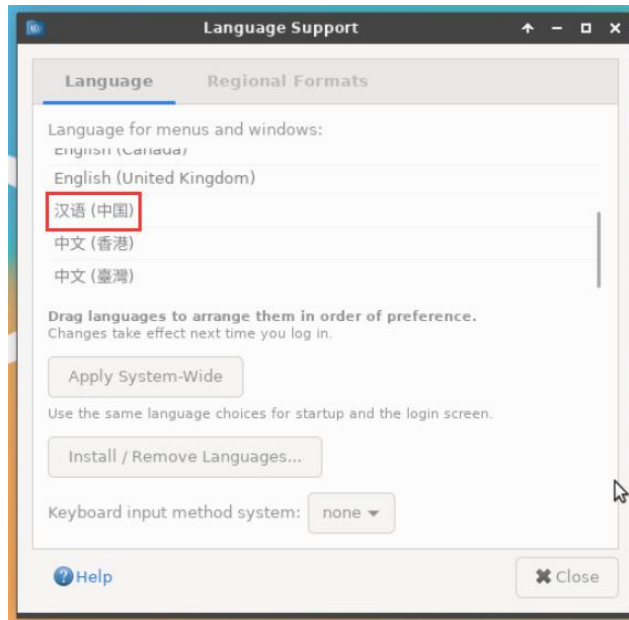 Language Support
Language Regional Formats
Language for menus and windows:
English (Canada)
English (United Kingdom)
汉语 (中国)
中文 (香港)
中文 (臺灣)
Drag languages to arrange them in order of preference.
Changes take effect next time you log in.
Apply System-Wide
Use the same language choices for startup and the login screen.
Install / Remove Languages...
Keyboard input method system: none
Help
Close